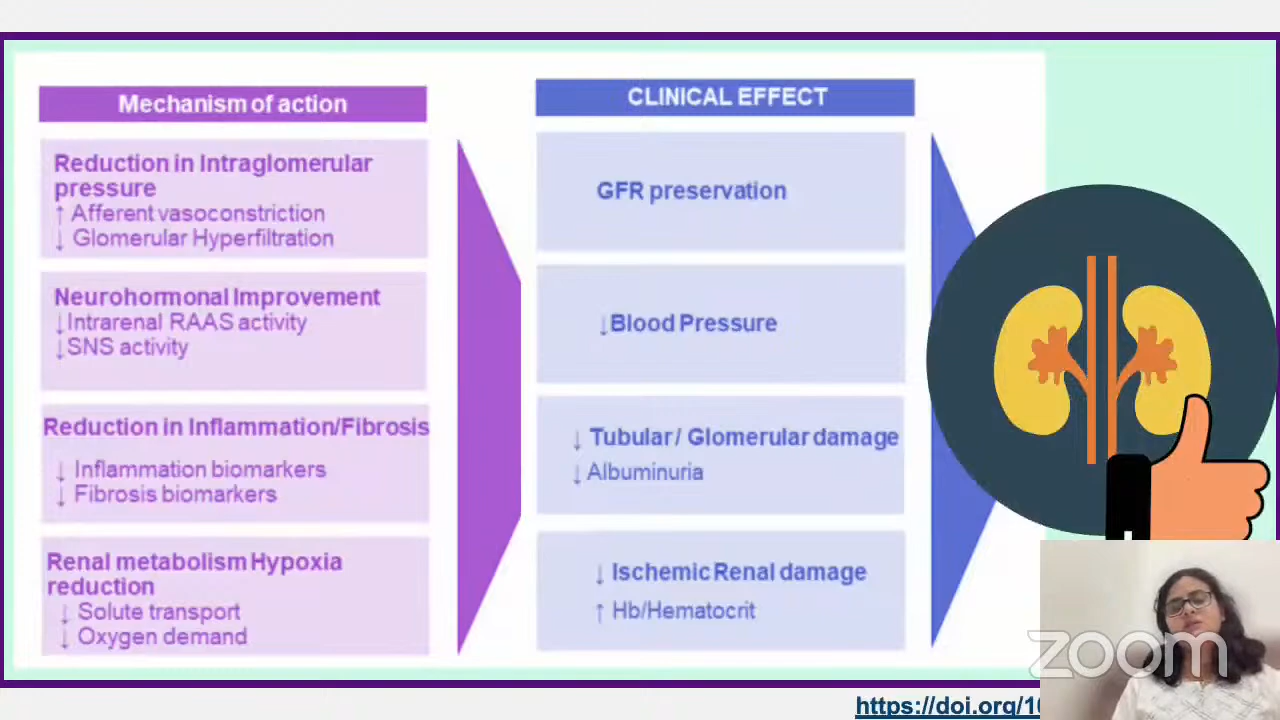 Mechanism of action
Reduction in Intraglomerular
pressure
↑ Afferent vasoconstriction
↓ Glomerular Hyperfiltration
Neurohormonal Improvement
↓Intrarenal RAAS activity
↓SNS activity
Reduction in Inflammation/Fibrosis
↓ Inflammation biomarkers
↓ Fibrosis biomarkers
Renal metabolism Hypoxia
reduction
↓ Solute transport
↓ Oxygen demand
CLINICAL EFFECT
GFR preservation
↓Blood Pressure
↓ Tubular / Glomerular damage
↓ Albuminuria
↓ Ischemic Renal damage
↑ Hb/Hematocrit
zoom
https://doi.org/10